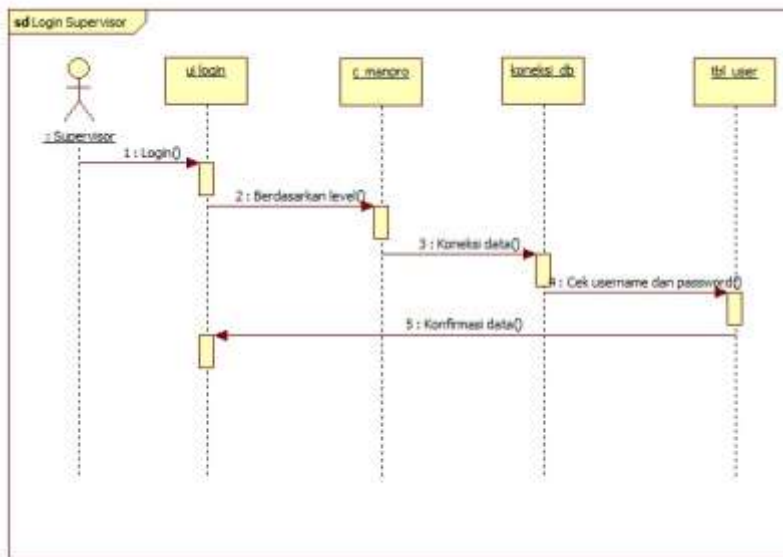 sd Login Supervisor
ui login
c_manpro
koneksi_db
tbl_user
: Supervisor
1 : Login()
2 : Berdasarkan level()
3 : Koneksi data()
4 : Cek username dan password()
5 : Konfirmasi data()